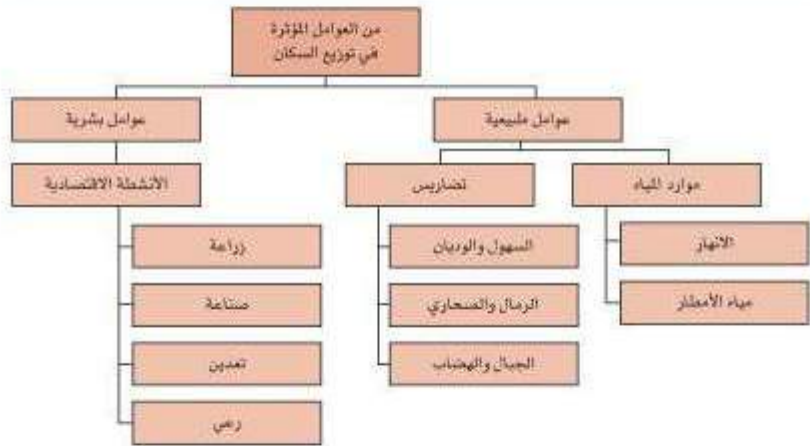 من العوامل المؤثرة
في توزيع السكان
عوامل طبيعية
عوامل بشرية
موارد المياه
تضاريس
الأنشطة الاقتصادية
الانهار
السهول والوديان
زراعة
مياه الأمطار
الرمال والصحاري
صناعة
الجبال والهضاب
تعدين
رعي